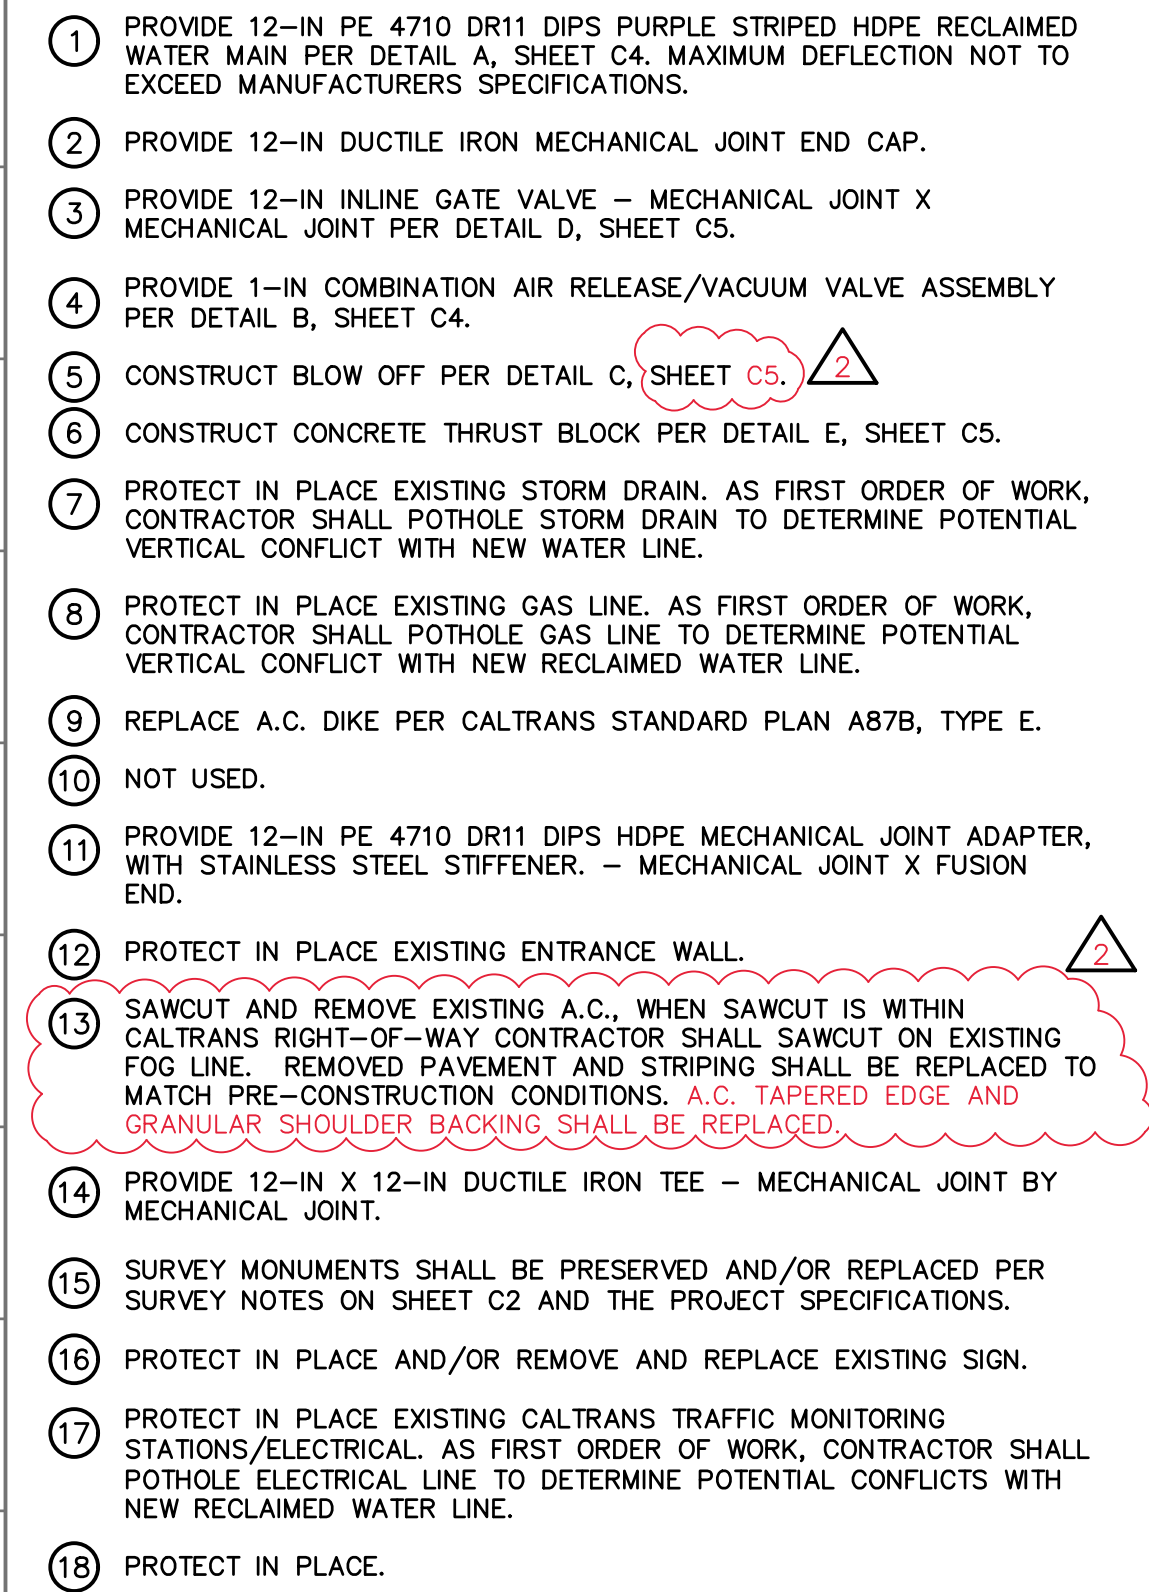 1 PROVIDE 12-IN PE 4710 DR11 DIPS PURPLE STRIPED HDPE RECLAIMED
WATER MAIN PER DETAIL A, SHEET C4. MAXIMUM DEFLECTION NOT TO
EXCEED MANUFACTURERS SPECIFICATIONS.
2 PROVIDE 12-IN DUCTILE IRON MECHANICAL JOINT END CAP.
3 PROVIDE 12-IN INLINE GATE VALVE - MECHANICAL JOINT X
MECHANICAL JOINT PER DETAIL D, SHEET C5.
4 PROVIDE 1-IN COMBINATION AIR RELEASE/VACUUM VALVE ASSEMBLY
PER DETAIL B, SHEET C4.
5 CONSTRUCT BLOW OFF PER DETAIL C, SHEET C5. 2
6 CONSTRUCT CONCRETE THRUST BLOCK PER DETAIL E, SHEET C5.
7 PROTECT IN PLACE EXISTING STORM DRAIN. AS FIRST ORDER OF WORK,
CONTRACTOR SHALL POTHOLE STORM DRAIN TO DETERMINE POTENTIAL
VERTICAL CONFLICT WITH NEW WATER LINE.
8 PROTECT IN PLACE EXISTING GAS LINE. AS FIRST ORDER OF WORK,
CONTRACTOR SHALL POTHOLE GAS LINE TO DETERMINE POTENTIAL
VERTICAL CONFLICT WITH NEW RECLAIMED WATER LINE.
9 REPLACE A.C. DIKE PER CALTRANS STANDARD PLAN A87B, TYPE E.
10 NOT USED.
11 PROVIDE 12-IN PE 4710 DR11 DIPS HDPE MECHANICAL JOINT ADAPTER,
WITH STAINLESS STEEL STIFFENER. - MECHANICAL JOINT X FUSION
END.
12 PROTECT IN PLACE EXISTING ENTRANCE WALL. 2
13 SAWCUT AND REMOVE EXISTING A.C., WHEN SAWCUT IS WITHIN
CALTRANS RIGHT-OF-WAY CONTRACTOR SHALL SAWCUT ON EXISTING
FOG LINE. REMOVED PAVEMENT AND STRIPING SHALL BE REPLACED TO
MATCH PRE-CONSTRUCTION CONDITIONS. A.C. TAPERED EDGE AND
GRANULAR SHOULDER BACKING SHALL BE REPLACED.
14 PROVIDE 12-IN X 12-IN DUCTILE IRON TEE - MECHANICAL JOINT BY
MECHANICAL JOINT.
15 SURVEY MONUMENTS SHALL BE PRESERVED AND/OR REPLACED PER
SURVEY NOTES ON SHEET C2 AND THE PROJECT SPECIFICATIONS.
16 PROTECT IN PLACE AND/OR REMOVE AND REPLACE EXISTING SIGN.
17 PROTECT IN PLACE EXISTING CALTRANS TRAFFIC MONITORING
STATIONS/ELECTRICAL. AS FIRST ORDER OF WORK, CONTRACTOR SHALL
POTHOLE ELECTRICAL LINE TO DETERMINE POTENTIAL CONFLICTS WITH
NEW RECLAIMED WATER LINE.
18 PROTECT IN PLACE.